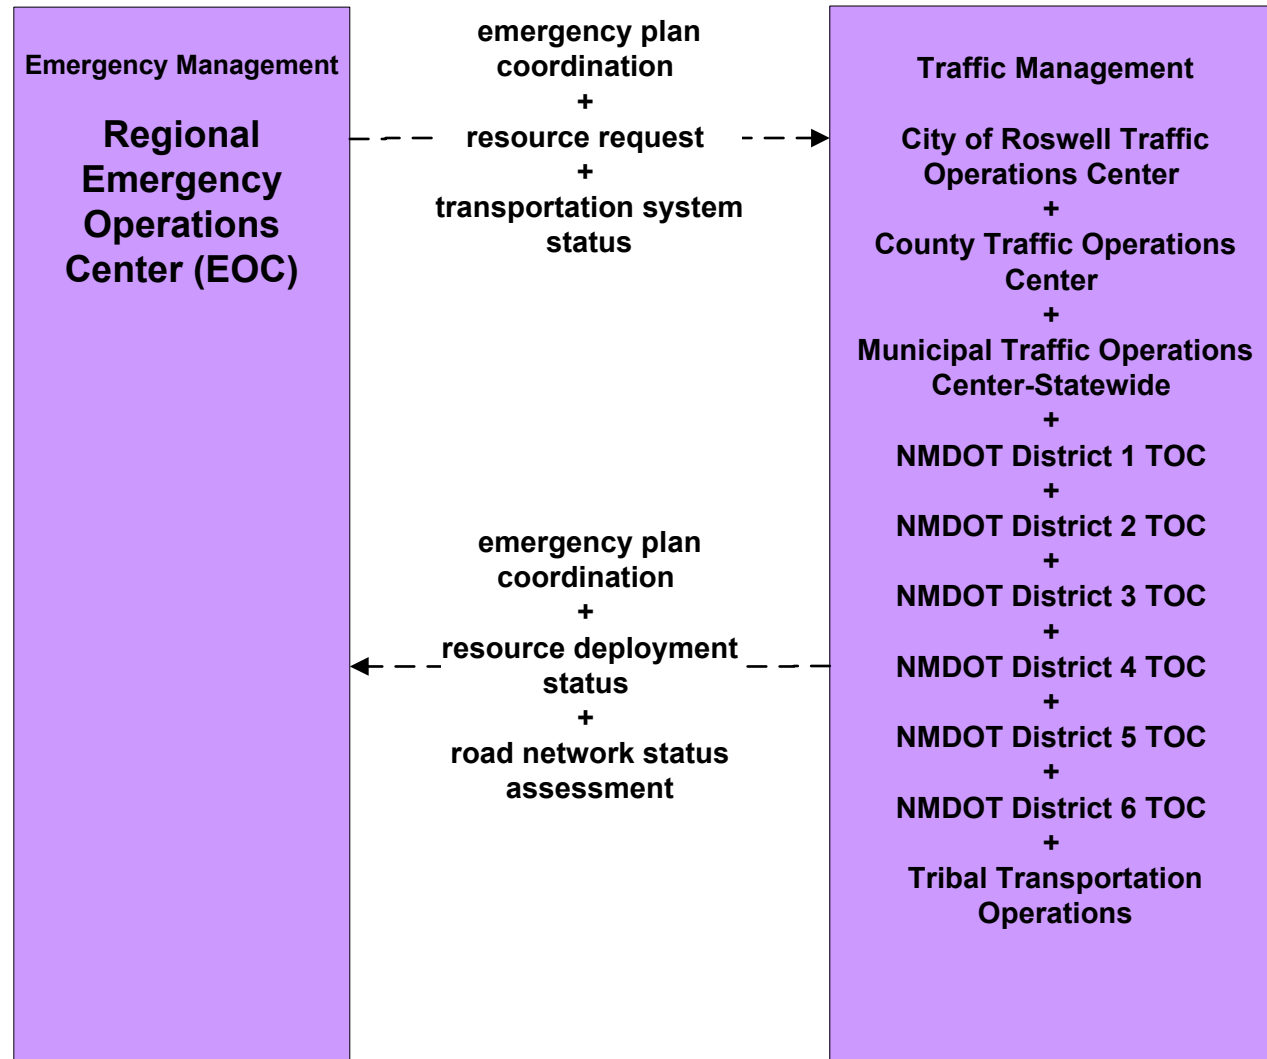 Emergency Management
Regional
Emergency
Operations
Center (EOC)
emergency plan
coordination
+
resource request
+
transportation system
status
emergency plan
coordination
+
resource deployment
status
+
road network status
assessment
Traffic Management
City of Roswell Traffic
Operations Center
+
County Traffic Operations
Center
+
Municipal Traffic Operations
Center-Statewide
+
NMDOT District 1 TOC
+
NMDOT District 2 TOC
+
NMDOT District 3 TOC
+
NMDOT District 4 TOC
+
NMDOT District 5 TOC
+
NMDOT District 6 TOC
+
Tribal Transportation
Operations